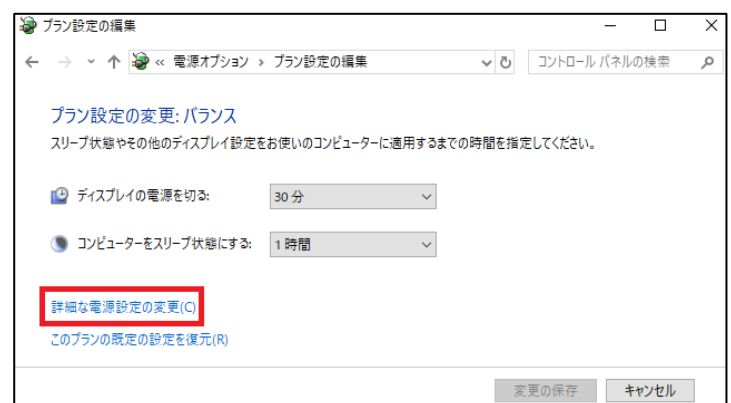 プラン設定の編集
« 電源オプション › プラン設定の編集
コントロール パネルの検索
プラン設定の変更: バランス
スリープ状態やその他のディスプレイ設定をお使いのコンピューターに適用するまでの時間を指定してください。
ディスプレイの電源を切る: 30 分
コンピューターをスリープ状態にする: 1 時間
詳細な電源設定の変更(C)
このプランの既定の設定を復元(R)
変更の保存 キャンセル